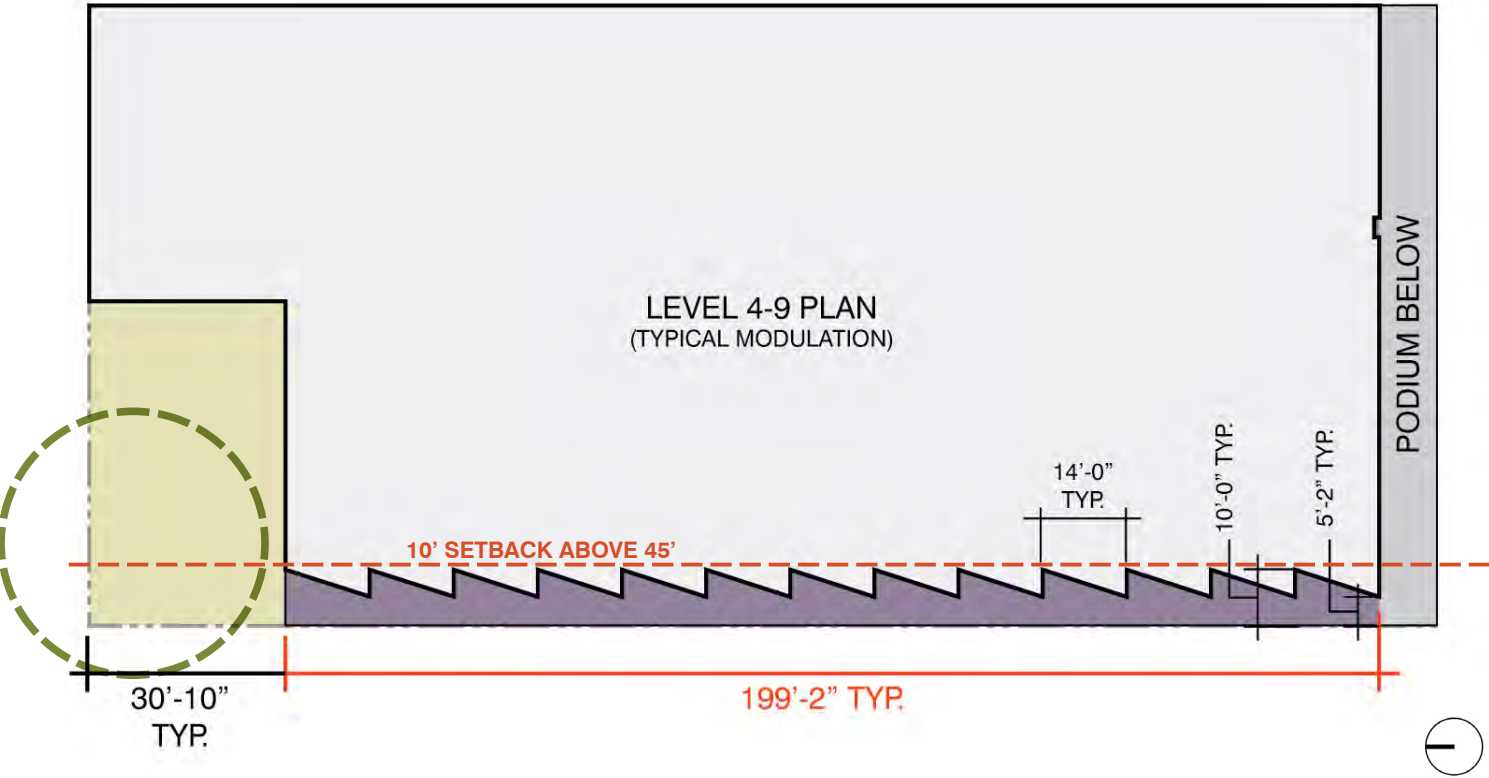 LEVEL 4-9 PLAN
(TYPICAL MODULATION)
PODIUM BELOW
14’-0”
TYP.
10’-0” TYP.
5’-2” TYP.
10’ SETBACK ABOVE 45’
30’-10”
TYP.
199’-2” TYP.